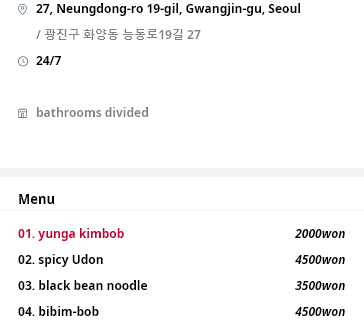 27, Neungdong-ro 19-gil, Gwangjin-gu, Seoul
/ 광진구 화양동 능동로19길 27
24/7
bathrooms divided
Menu
01. yunga kimbob 2000won
02. spicy Udon 4500won
03. black bean noodle 3500won
04. bibim-bob 4500won